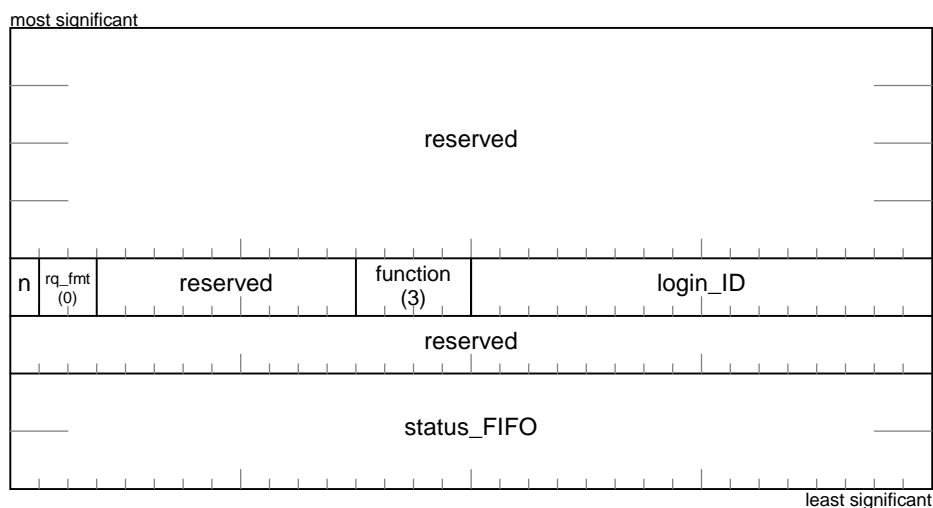 most significant
reserved
n rq_fmt (0) reserved function (3) login_ID
reserved
status_FIFO
least significant